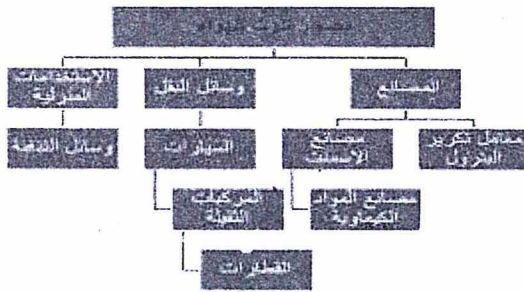 المصانع
وسائل النقل
الاستخدامات
المنزلية
معامل تكرير
البترول
مصانع
الأسمنت
السيارات
وسائل التدفئة
مصانع المواد
الكيماوية
المركبات
الثقيلة
القطارات